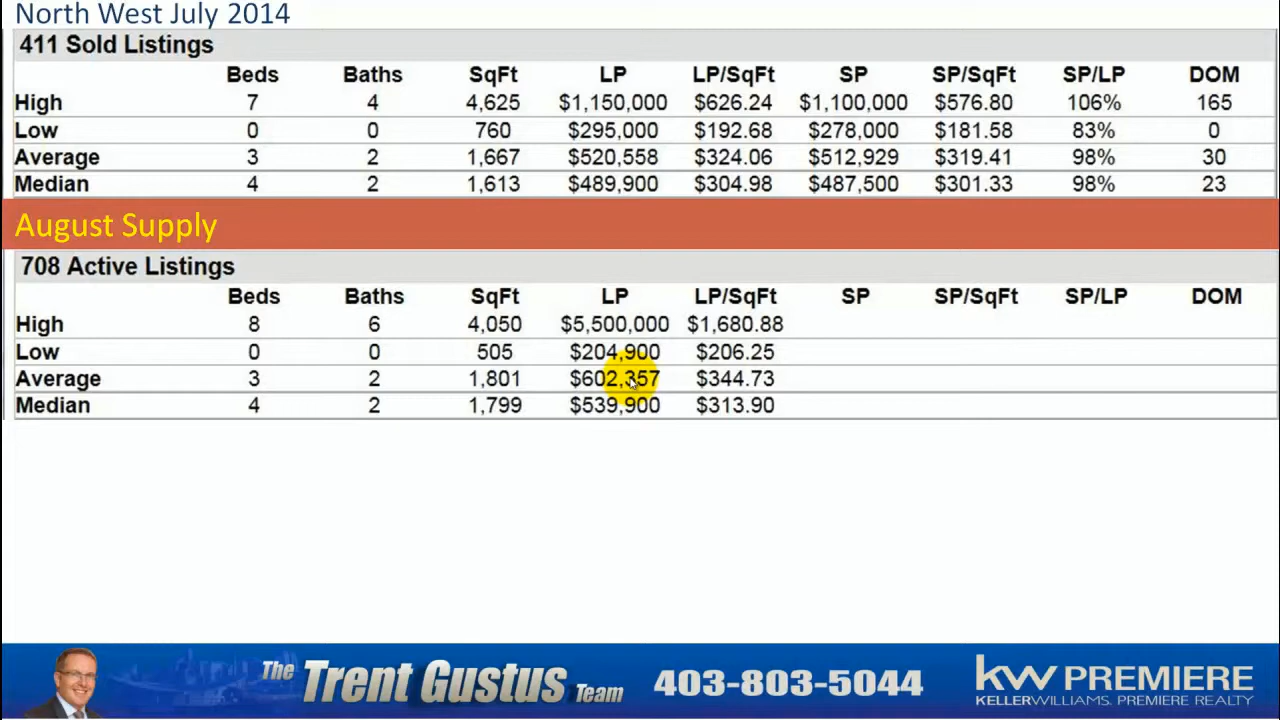 North West July 2014
411 Sold Listings
Beds Baths SqFt LP LP/SqFt SP SP/SqFt SP/LP DOM
High 7 4 4,625 $1,150,000 $626.24 $1,100,000 $576.80 106% 165
Low 0 0 760 $295,000 $192.68 $278,000 $181.58 83% 0
Average 3 2 1,667 $520,558 $324.06 $512,929 $319.41 98% 30
Median 4 2 1,613 $489,900 $304.98 $487,500 $301.33 98% 23
August Supply
708 Active Listings
Beds Baths SqFt LP LP/SqFt SP SP/SqFt SP/LP DOM
High 8 6 4,050 $5,500,000 $1,680.88
Low 0 0 505 $204,900 $206.25
Average 3 2 1,801 $602,357 $344.73
Median 4 2 1,799 $539,900 $313.90
The Trent Gustus Team 403-803-5044 kw PREMIERE
KELLERWILLIAMS. PREMIERE REALTY